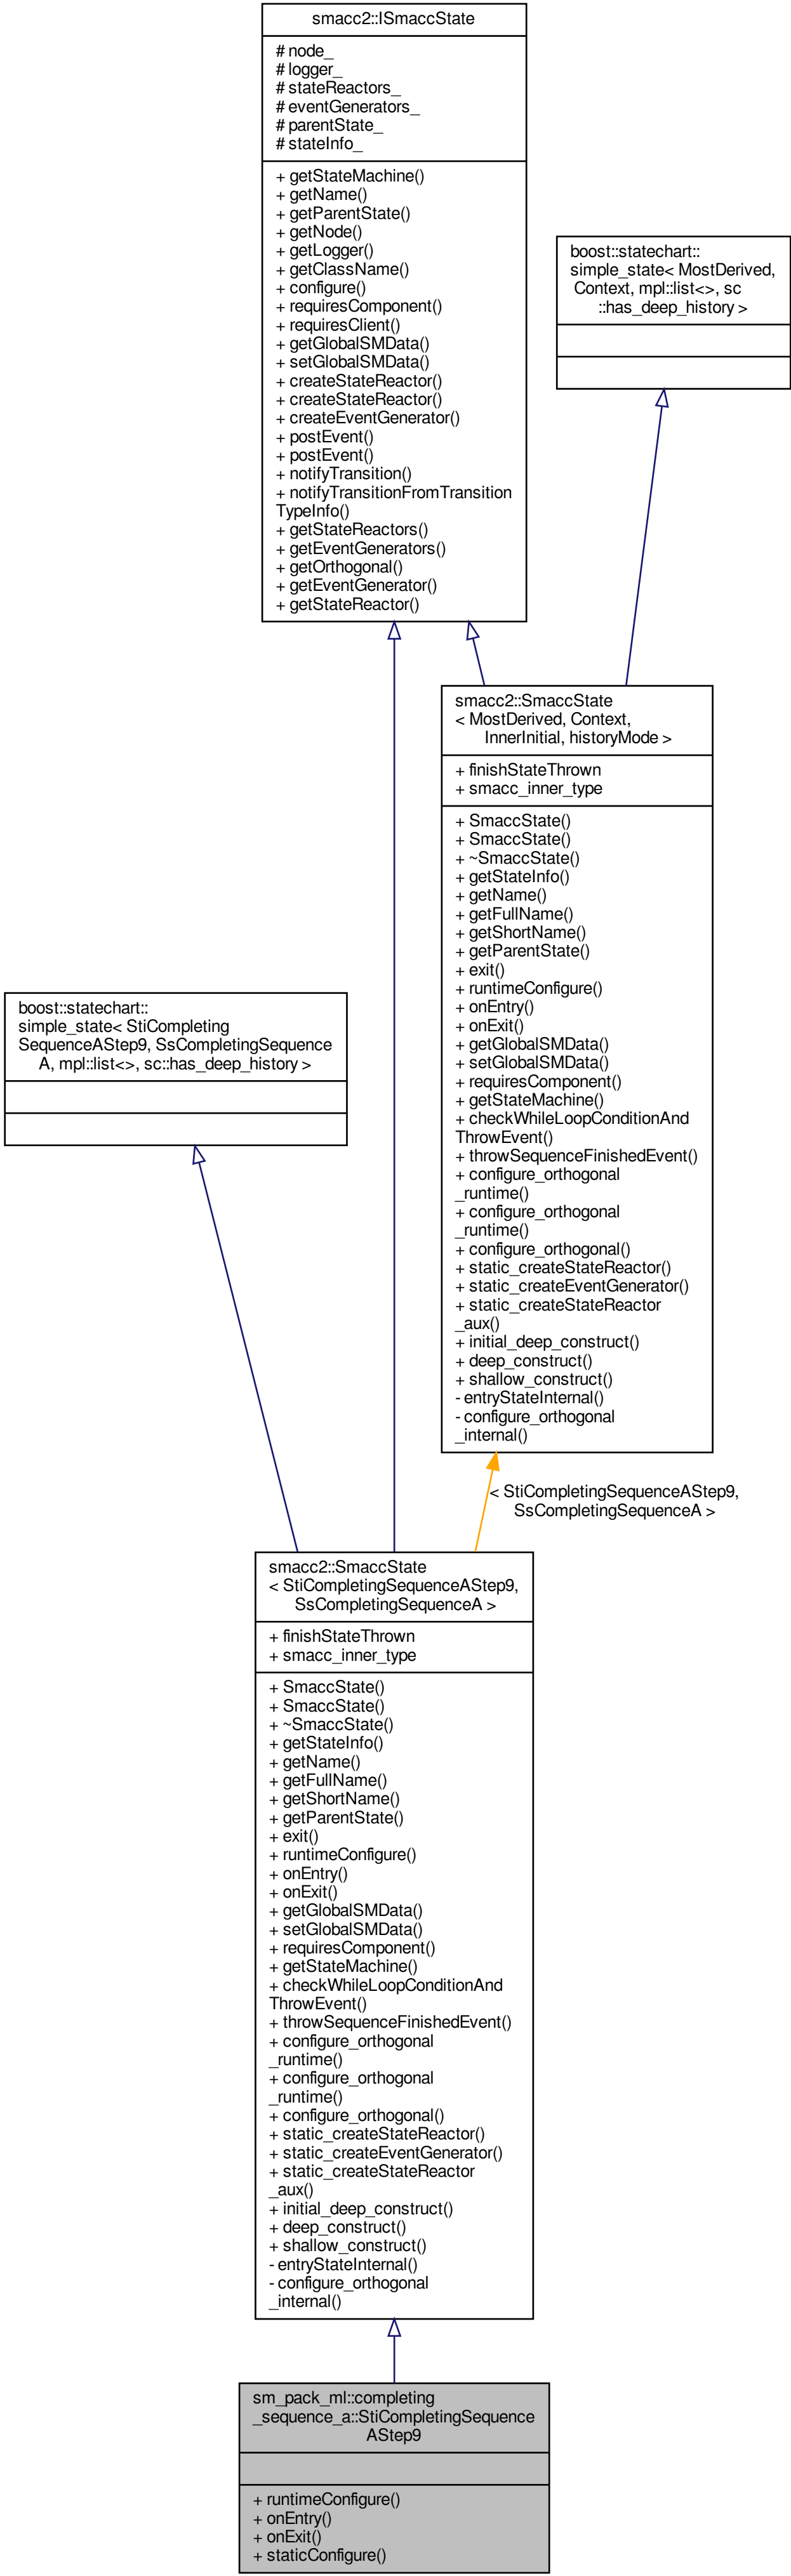 smacc2::ISmaccState
# node_
# logger_
# stateReactors_
# eventGenerators_
# parentState_
# stateInfo_
+ getStateMachine()
+ getName()
+ getParentState()
+ getNode()
+ getLogger()
+ getClassName()
+ configure()
+ requiresComponent()
+ requiresClient()
+ getGlobalSMData()
+ setGlobalSMData()
+ createStateReactor()
+ createStateReactor()
+ createEventGenerator()
+ postEvent()
+ postEvent()
+ notifyTransition()
+ notifyTransitionFromTransition
TypeInfo()
+ getStateReactors()
+ getEventGenerators()
+ getOrthogonal()
+ getEventGenerator()
+ getStateReactor()
boost::statechart::
simple_state< MostDerived,
Context, mpl::list<>, sc
::has_deep_history >
smacc2::SmaccState
< MostDerived, Context,
InnerInitial, historyMode >
+ finishStateThrown
+ smacc_inner_type
+ SmaccState()
+ SmaccState()
+ ~SmaccState()
+ getStateInfo()
+ getName()
+ getFullName()
+ getShortName()
+ getParentState()
+ exit()
+ runtimeConfigure()
+ onEntry()
+ onExit()
+ getGlobalSMData()
+ setGlobalSMData()
+ requiresComponent()
+ getStateMachine()
+ checkWhileLoopConditionAnd
ThrowEvent()
+ throwSequenceFinishedEvent()
+ configure_orthogonal
_runtime()
+ configure_orthogonal
_runtime()
+ configure_orthogonal()
+ static_createStateReactor()
+ static_createEventGenerator()
+ static_createStateReactor
_aux()
+ initial_deep_construct()
+ deep_construct()
+ shallow_construct()
- entryStateInternal()
- configure_orthogonal
_internal()
boost::statechart::
simple_state< StiCompleting
SequenceAStep9, SsCompletingSequence
A, mpl::list<>, sc::has_deep_history >
< StiCompletingSequenceAStep9,
SsCompletingSequenceA >
smacc2::SmaccState
< StiCompletingSequenceAStep9,
SsCompletingSequenceA >
+ finishStateThrown
+ smacc_inner_type
+ SmaccState()
+ SmaccState()
+ ~SmaccState()
+ getStateInfo()
+ getName()
+ getFullName()
+ getShortName()
+ getParentState()
+ exit()
+ runtimeConfigure()
+ onEntry()
+ onExit()
+ getGlobalSMData()
+ setGlobalSMData()
+ requiresComponent()
+ getStateMachine()
+ checkWhileLoopConditionAnd
ThrowEvent()
+ throwSequenceFinishedEvent()
+ configure_orthogonal
_runtime()
+ configure_orthogonal
_runtime()
+ configure_orthogonal()
+ static_createStateReactor()
+ static_createEventGenerator()
+ static_createStateReactor
_aux()
+ initial_deep_construct()
+ deep_construct()
+ shallow_construct()
- entryStateInternal()
- configure_orthogonal
_internal()
sm_pack_ml::completing
_sequence_a::StiCompletingSequence
AStep9
+ runtimeConfigure()
+ onEntry()
+ onExit()
+ staticConfigure()